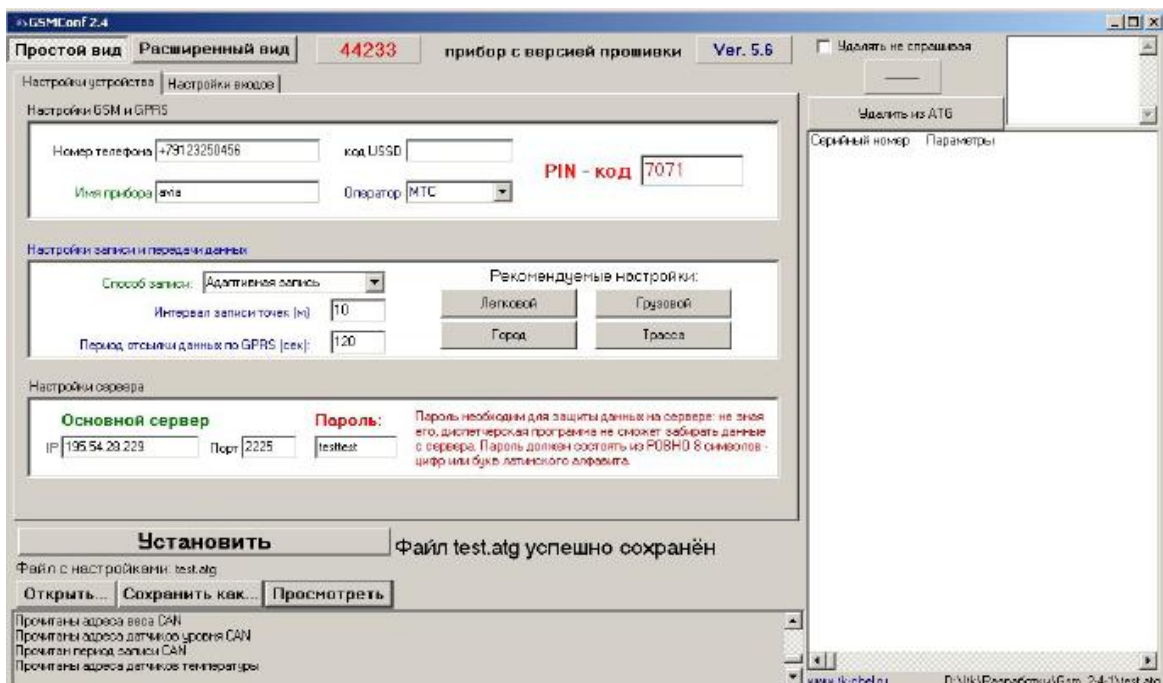 GSMConf 2.4
Простой вид Расширенный вид 44233 прибор с версией прошивки Ver. 5.6
Удалять не спрашивая
Удалить из ATG
Серийный номер Параметры
Настройки устройства Настройки входов
Настройки GSM и GPRS
Номер телефона +79123250456 код USSD
PIN - код 7071
Имя прибора avia Оператор МТС
Настройки записи и передачи данных
Способ записи: Адаптивная запись
Рекомендуемые настройки:
Интервал записи точек (м) 10
Легковой Грузовой
Период отсылки данных по GPRS (сек): 120
Город Трасса
Настройки сервера
Основной сервер Пароль:
IP 195.54.28.229 Порт 2225 testtest
Пароль необходим для защиты данных на сервере: не зная
его, диспетчерская программа не сможет забирать данные
с сервера. Пароль должен состоять из РОВНО 8 символов -
цифр или букв латинского алфавита.
Установить
Файл test.atg успешно сохранён
Файл с настройками: test.atg
Открыть... Сохранить как... Просмотреть
Прочитаны адреса веса CAN
Прочитаны адреса датчиков уровня CAN
Прочитан период записи CAN
Прочитаны адреса датчиков температуры